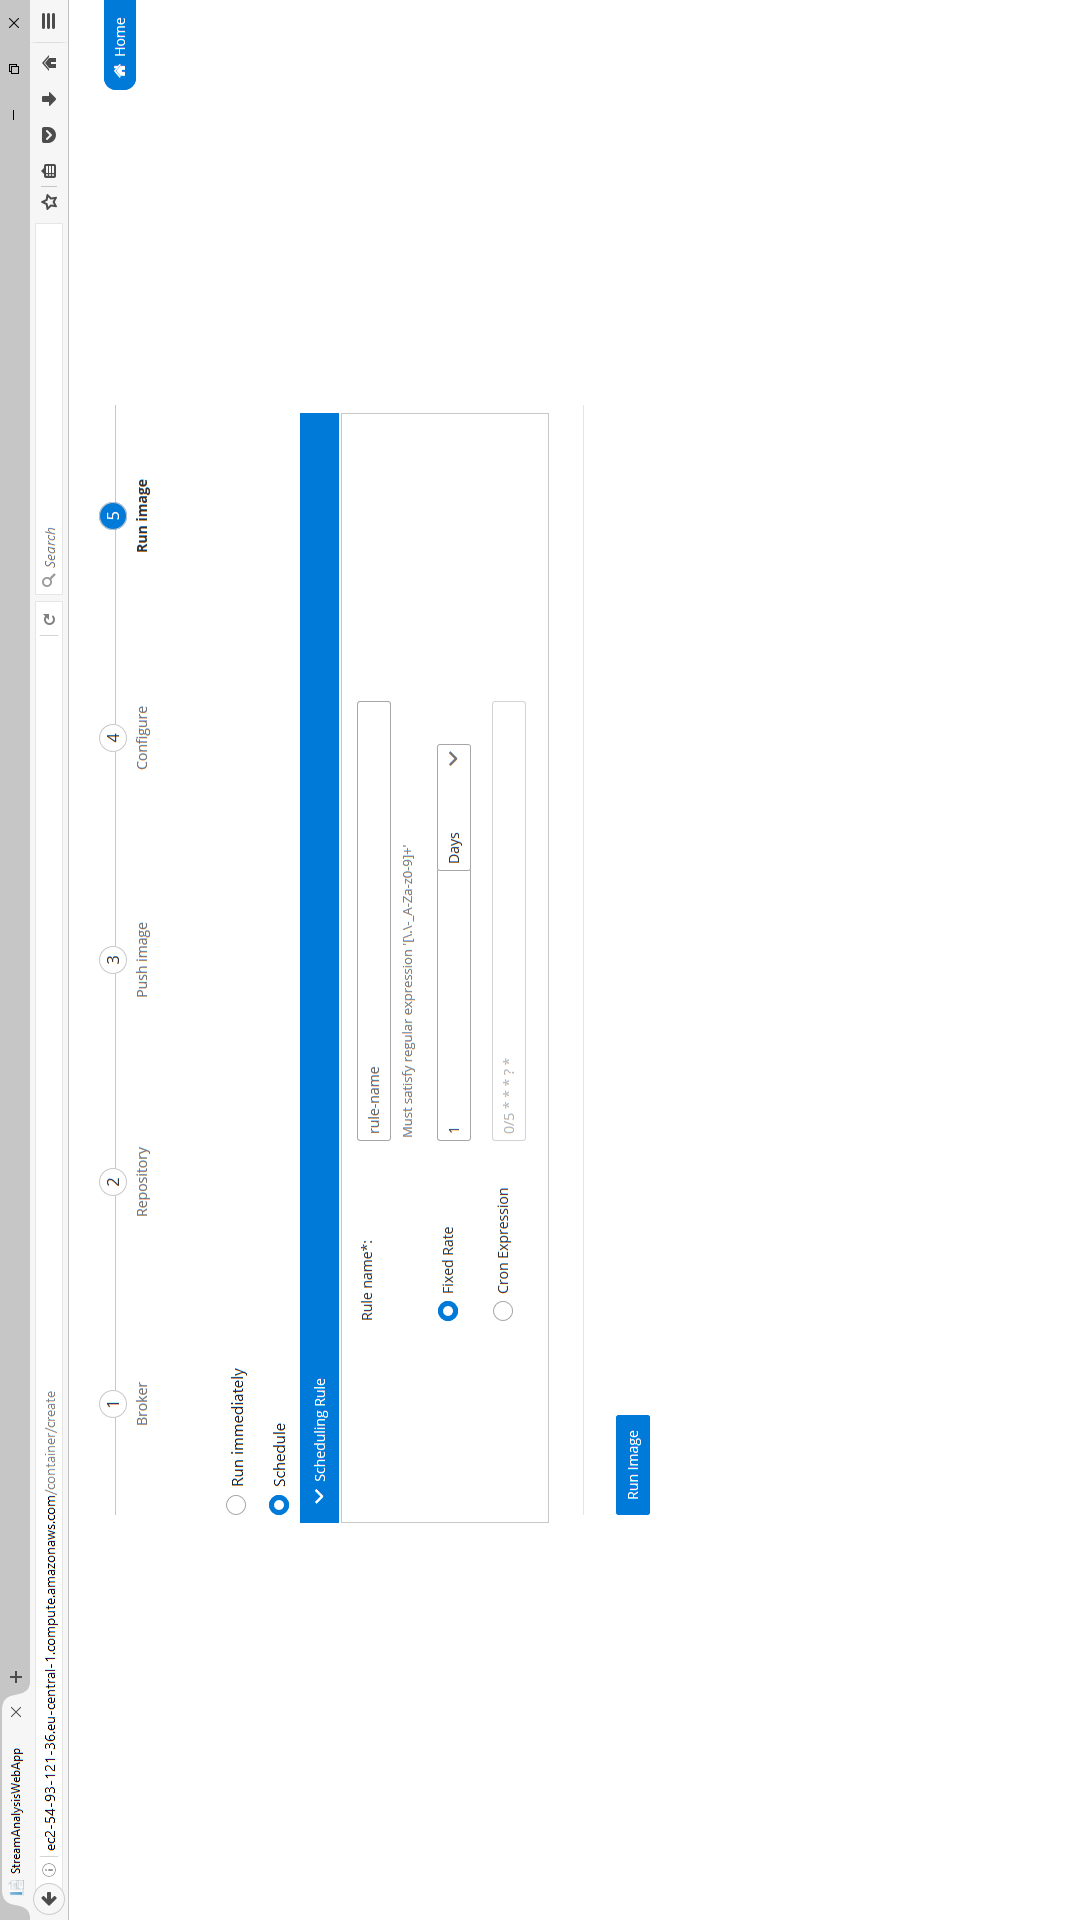 StreamAnalysisWebApp
ec2-54-93-121-36.eu-central-1.compute.amazonaws.com/container/create
Search
Home
1 2 3 4 5
Broker Repository Push image Configure Run image
Run immediately
Schedule
Scheduling Rule
Rule name*: rule-name
Must satisfy regular expression '[\.\-_A-Za-z0-9]+'
Fixed Rate 1 Days
Cron Expression 0/5 * * * ? *
Run Image